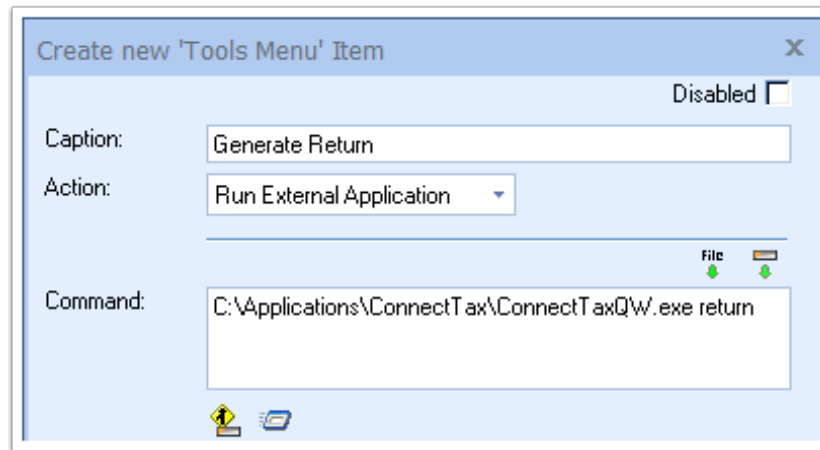 Create new 'Tools Menu' Item X
Disabled
Caption: Generate Return
Action: Run External Application
File
Command: C:\Applications\ConnectTax\ConnectTaxQW.exe return